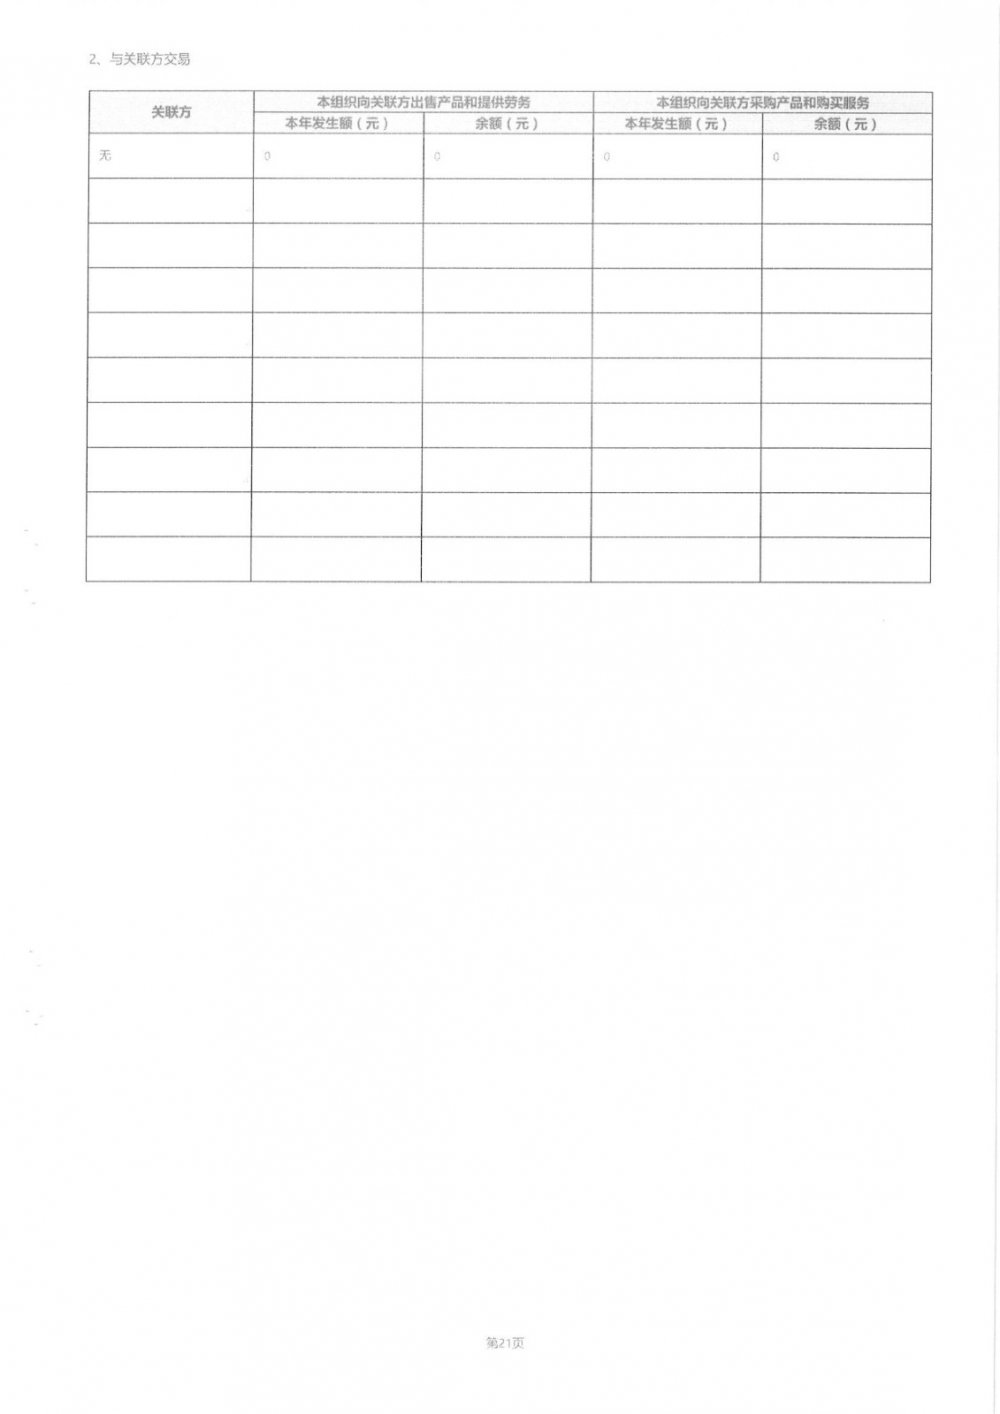 2、与关联方交易
关联方 本组织向关联方出售产品和提供劳务 本组织向关联方采购产品和购买服务
本年发生额（元） 余额（元） 本年发生额（元） 余额（元）
无 0 0 0 0
第21页